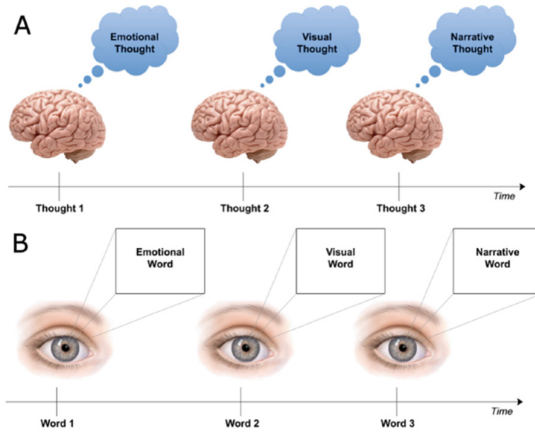 A
Emotional
Thought
Visual
Thought
Narrative
Thought
Time
Thought 1
Thought 2
Thought 3
B
Emotional
Word
Visual
Word
Narrative
Word
Time
Word 1
Word 2
Word 3